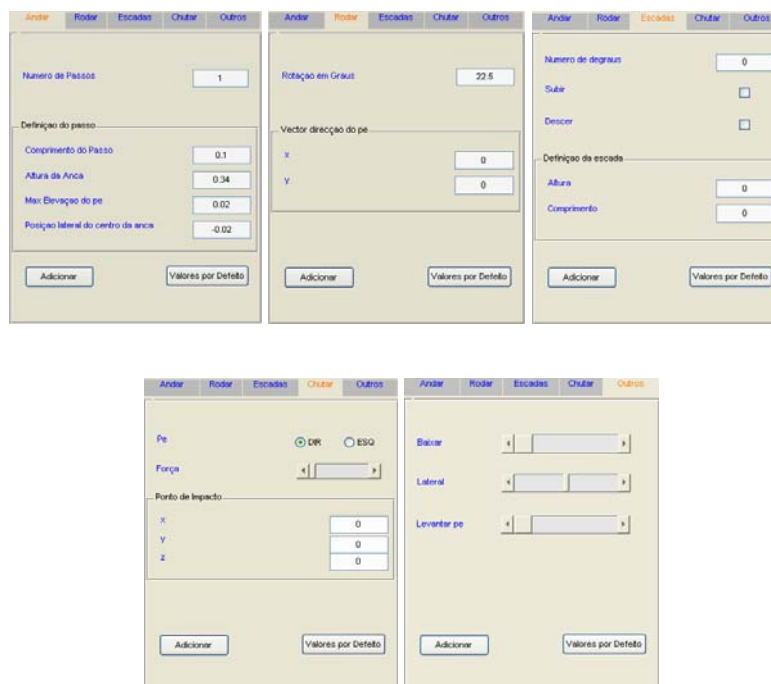 Andar Rodar Escadas Chutar Outros
Numero de Passos 1
Definiçao do passo
Comprimento do Passo 0.1
Altura da Anca 0.34
Max Elevaçao do pe 0.02
Posiçao lateral do centro da anca -0.02
Adicionar Valores por Defeito
Andar Rodar Escadas Chutar Outros
Rotaçao em Graus 22.5
Vector direcçao do pe
x 0
Y 0
Adicionar Valores por Defeito
Andar Rodar Escadas Chutar Outros
Numero de degraus 0
Subir
Descer
Definiçao da escada
Altura 0
Comprimento 0
Adicionar Valores por Defeito
Andar Rodar Escadas Chutar Outros
Pe DIR ESQ
Força
Ponto de Impacto
x 0
Y 0
z 0
Adicionar Valores por Defeito
Andar Rodar Escadas Chutar Outros
Baixar
Lateral
Levantar pe
Adicionar Valores por Defeito